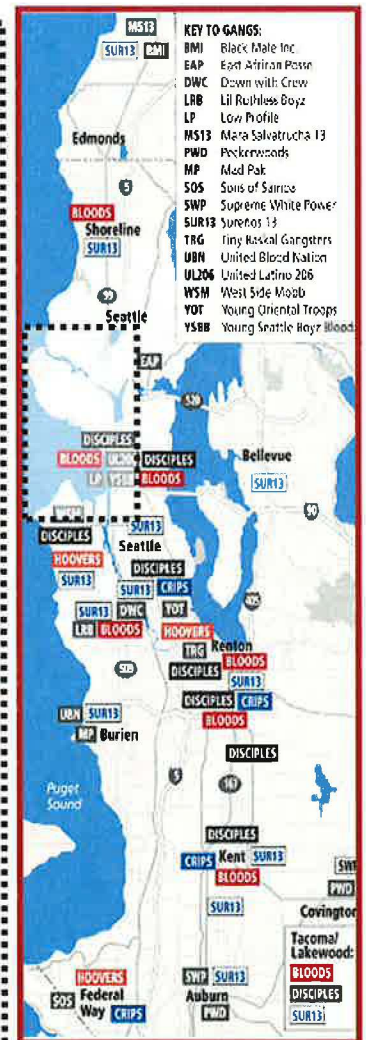 MS13
SUR13 BMI
KEY TO GANGS:
BMI Black Male Inc.
EAP East African Posse
DWC Down with Crew
LRB Lil Ruthless Boyz
LP Low Profile
MS13 Mara Salvatrucha 13
PWD Peckerwoods
MP Mad Pak
SOS Sons of Samoa
SWP Supreme White Power
SUR13 Surenos 13
TRG Tiny Raskal Gangsters
UBN United Blood Nation
UL206 United Latino 206
WSM West Side Mobb
YOT Young Oriental Troops
YSBB Young Seattle Boyz Blood
Edmonds
5
BLOODS
Shoreline
SUR13
99
Seattle
EAP
520
DISCIPLES
BLOODS UL206 DISCIPLES
LP YSBB BLOODS
Bellevue
SUR13
90
WSM
DISCIPLES
SUR13
Seattle
HOOVERS
DISCIPLES
SUR13
SUR13 CRIPS
405
SUR13 DWC YOT
LRB BLOODS
HOOVERS
TRG Renton
BLOODS
509
DISCIPLES
SUR13
DISCIPLES CRIPS
BLOODS
UBN SUR13
MP Burien
DISCIPLES
Puget
Sound
5
167
DISCIPLES
CRIPS Kent SUR13
BLOODS
SWP
PWD
SUR13
Covington
Tacoma/
Lakewood:
BLOODS
DISCIPLES
SUR13
HOOVERS
SOS Federal
Way CRIPS
SWP SUR13
Auburn
PWD